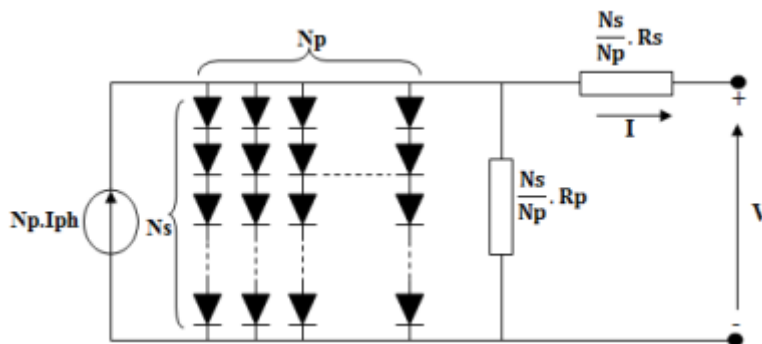 Np
Ns/Np . Rs
+
I
Np.Iph
Ns
Ns/Np . Rp
V
-